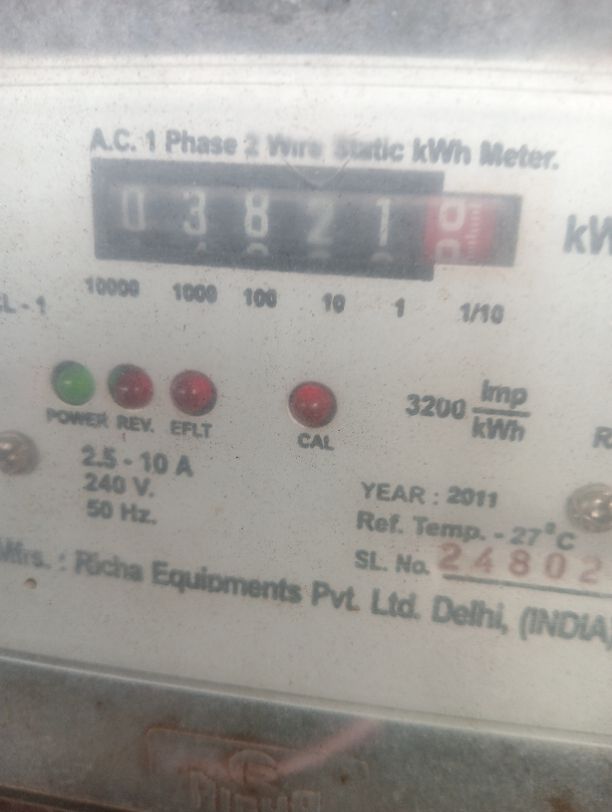 A.C. 1 Phase 2 Wire Static kWh Meter.
0 3 8 2 1
10000 1000 100 10 1 1/10
POWER REV. EFLT CAL
3200 Imp
kWh
2.5 - 10 A
240 V.
50 Hz.
YEAR : 2011
Ref. Temp. - 27°C
SL. No. 24802
Mfrs. : Richa Equipments Pvt. Ltd. Delhi, (INDIA)